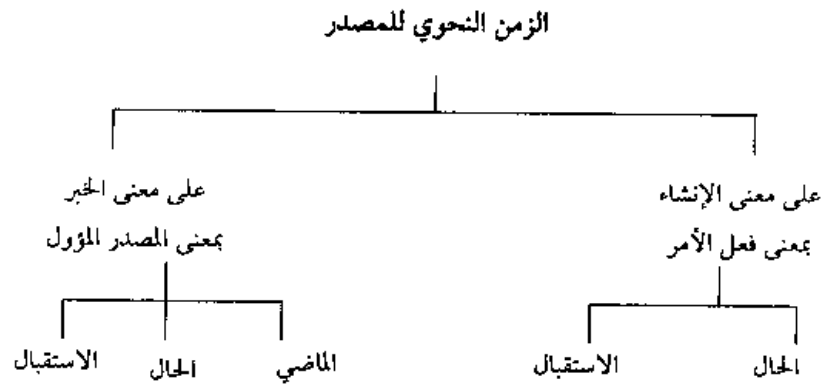 الزمن النحوي للمصدر
على معنى الإنشاء
بمعنى فعل الأمر
الحال
الاستقبال
على معنى الخبر
بمعنى المصدر المؤول
الماضي
الحال
الاستقبال